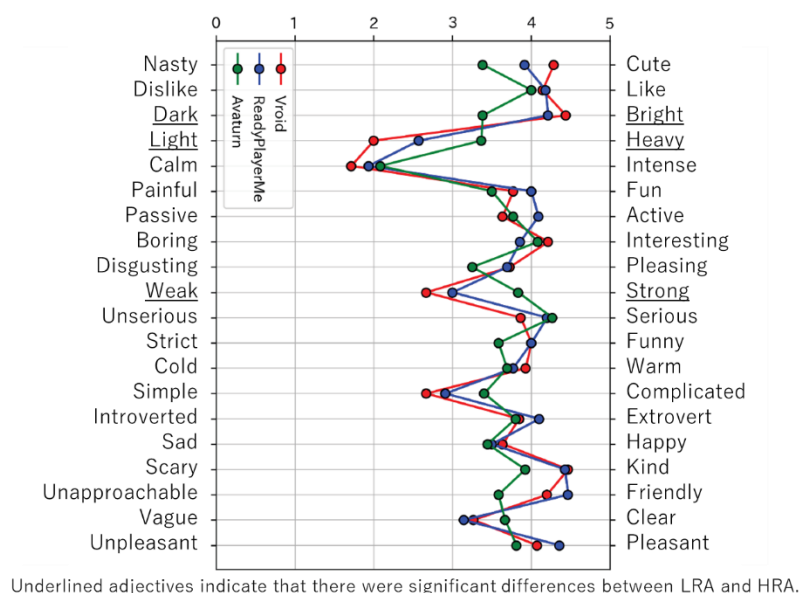 0 1 2 3 4 5
Nasty Cute
Dislike Like
Dark Bright
Light Heavy
Calm Intense
Painful Fun
Passive Active
Boring Interesting
Disgusting Pleasing
Weak Strong
Unserious Serious
Strict Funny
Cold Warm
Simple Complicated
Introverted Extrovert
Sad Happy
Scary Kind
Unapproachable Friendly
Vague Clear
Unpleasant Pleasant
Vroid
ReadyPlayerMe
Avaturn
Underlined adjectives indicate that there were significant differences between LRA and HRA.